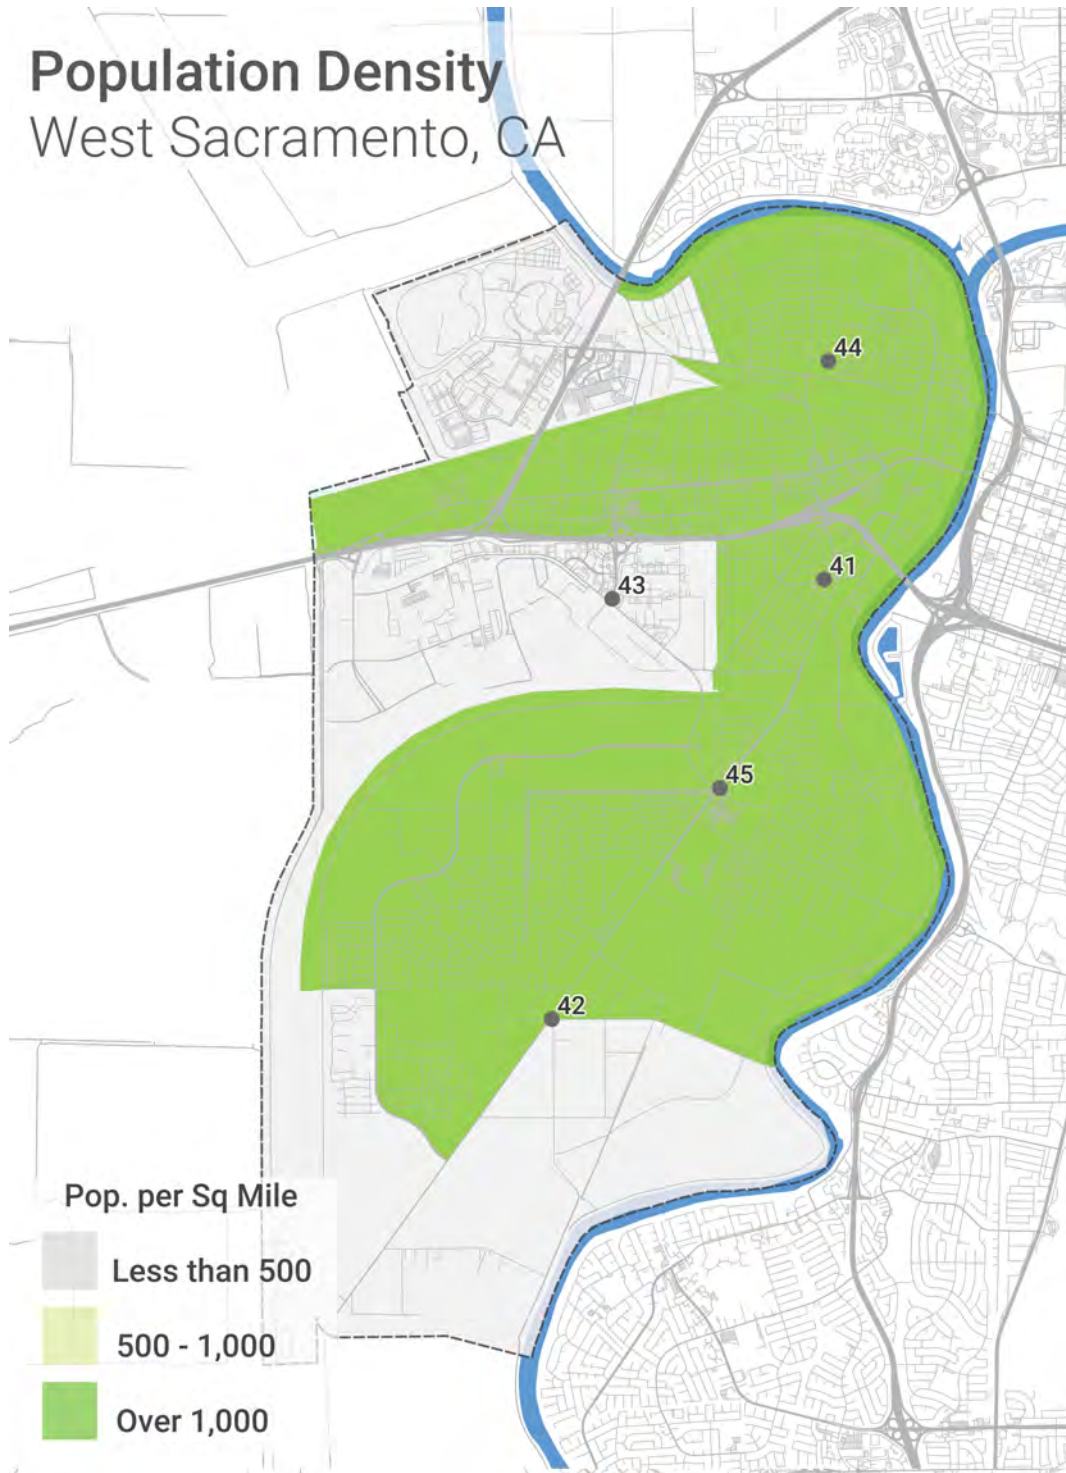 Population Density
West Sacramento, CA
44
41
43
45
42
Pop. per Sq Mile
Less than 500
500 - 1,000
Over 1,000